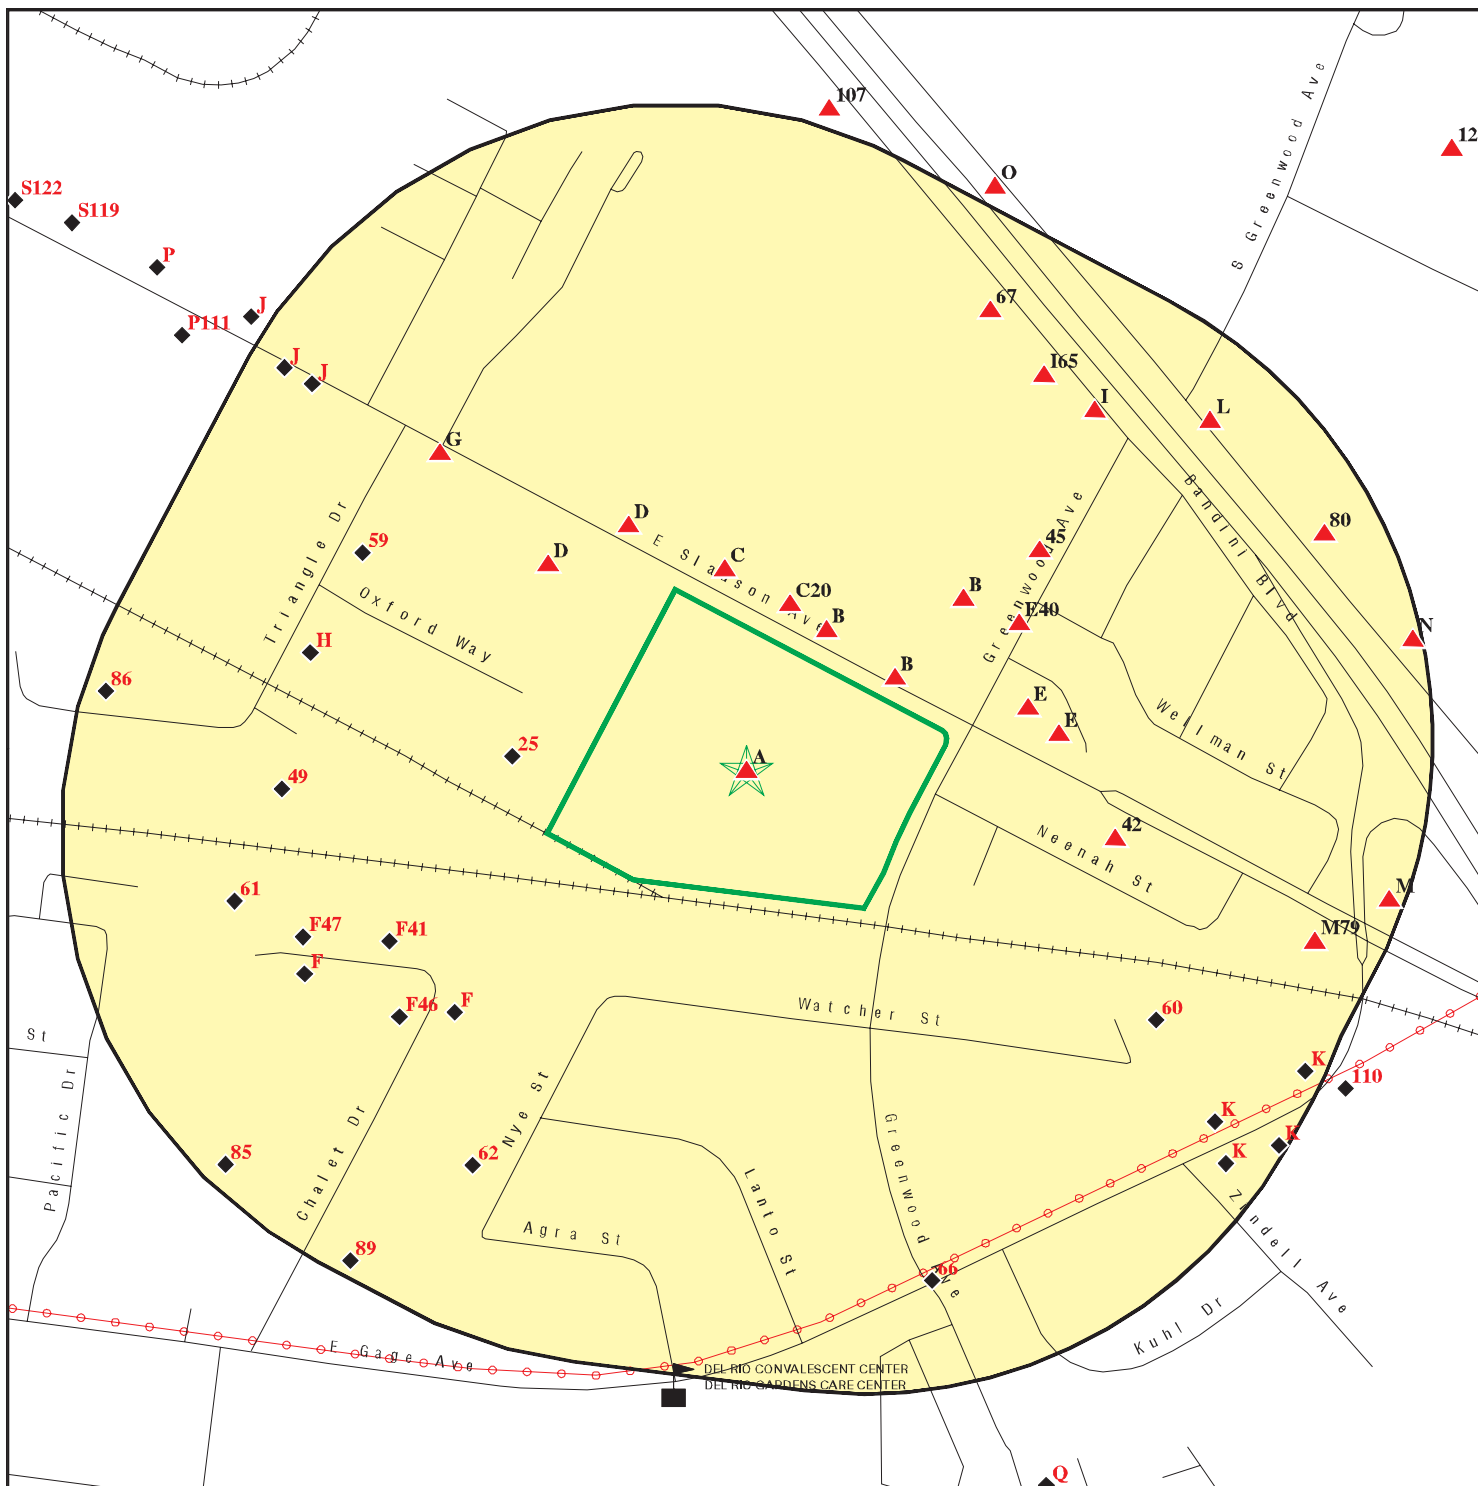 107
12
O
S Greenwood Ave
S122
S119
P
J
P111
67
J
J
I65
I
L
G
Bandini Blvd
D
E Slauson Ave
80
Triangle Dr
59
D
C
45
Greenwood Ave
C20
B
B
E40
Oxford Way
N
H
B
86
E
E
Wellman St
25
A
49
42
Neenah St
61
M
F47
F41
M79
F
F46
F
Watcher St
60
St
K
110
Pacific Dr
Nye St
K
K
K
Chalet Dr
85
62
Greenwood Ave
Lanto St
Zindell Ave
Agra St
89
66
Kuhl Dr
E Gage Ave
DEL RIO CONVALESCENT CENTER
DEL RIO GARDENS CARE CENTER
Q